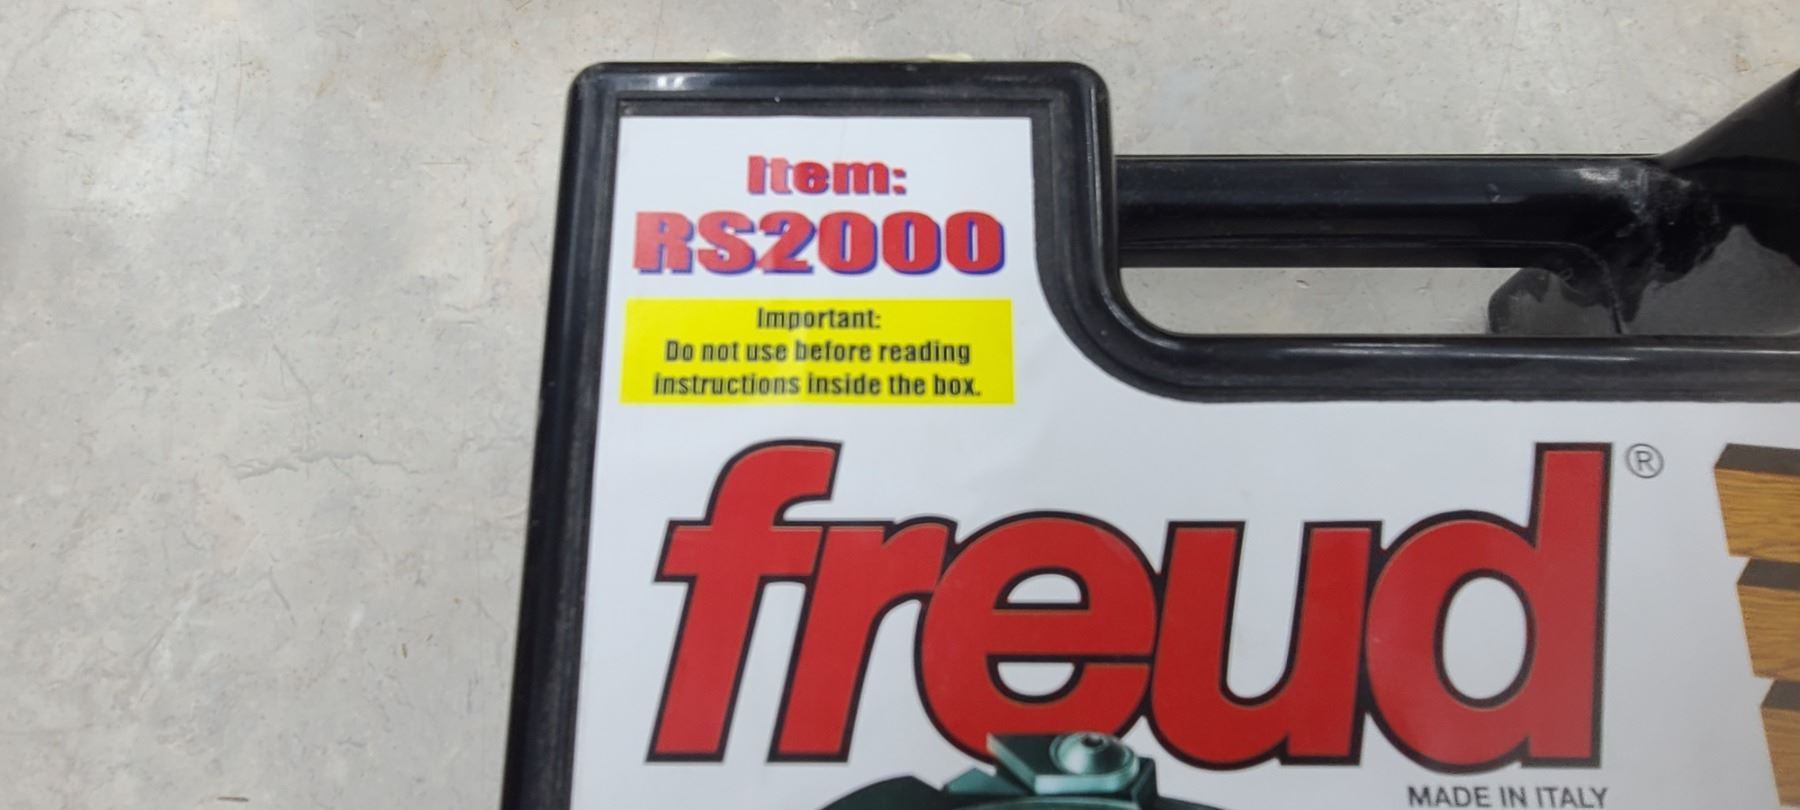 Item:
RS2000
Important:
Do not use before reading
instructions inside the box.
freud®
MADE IN ITALY